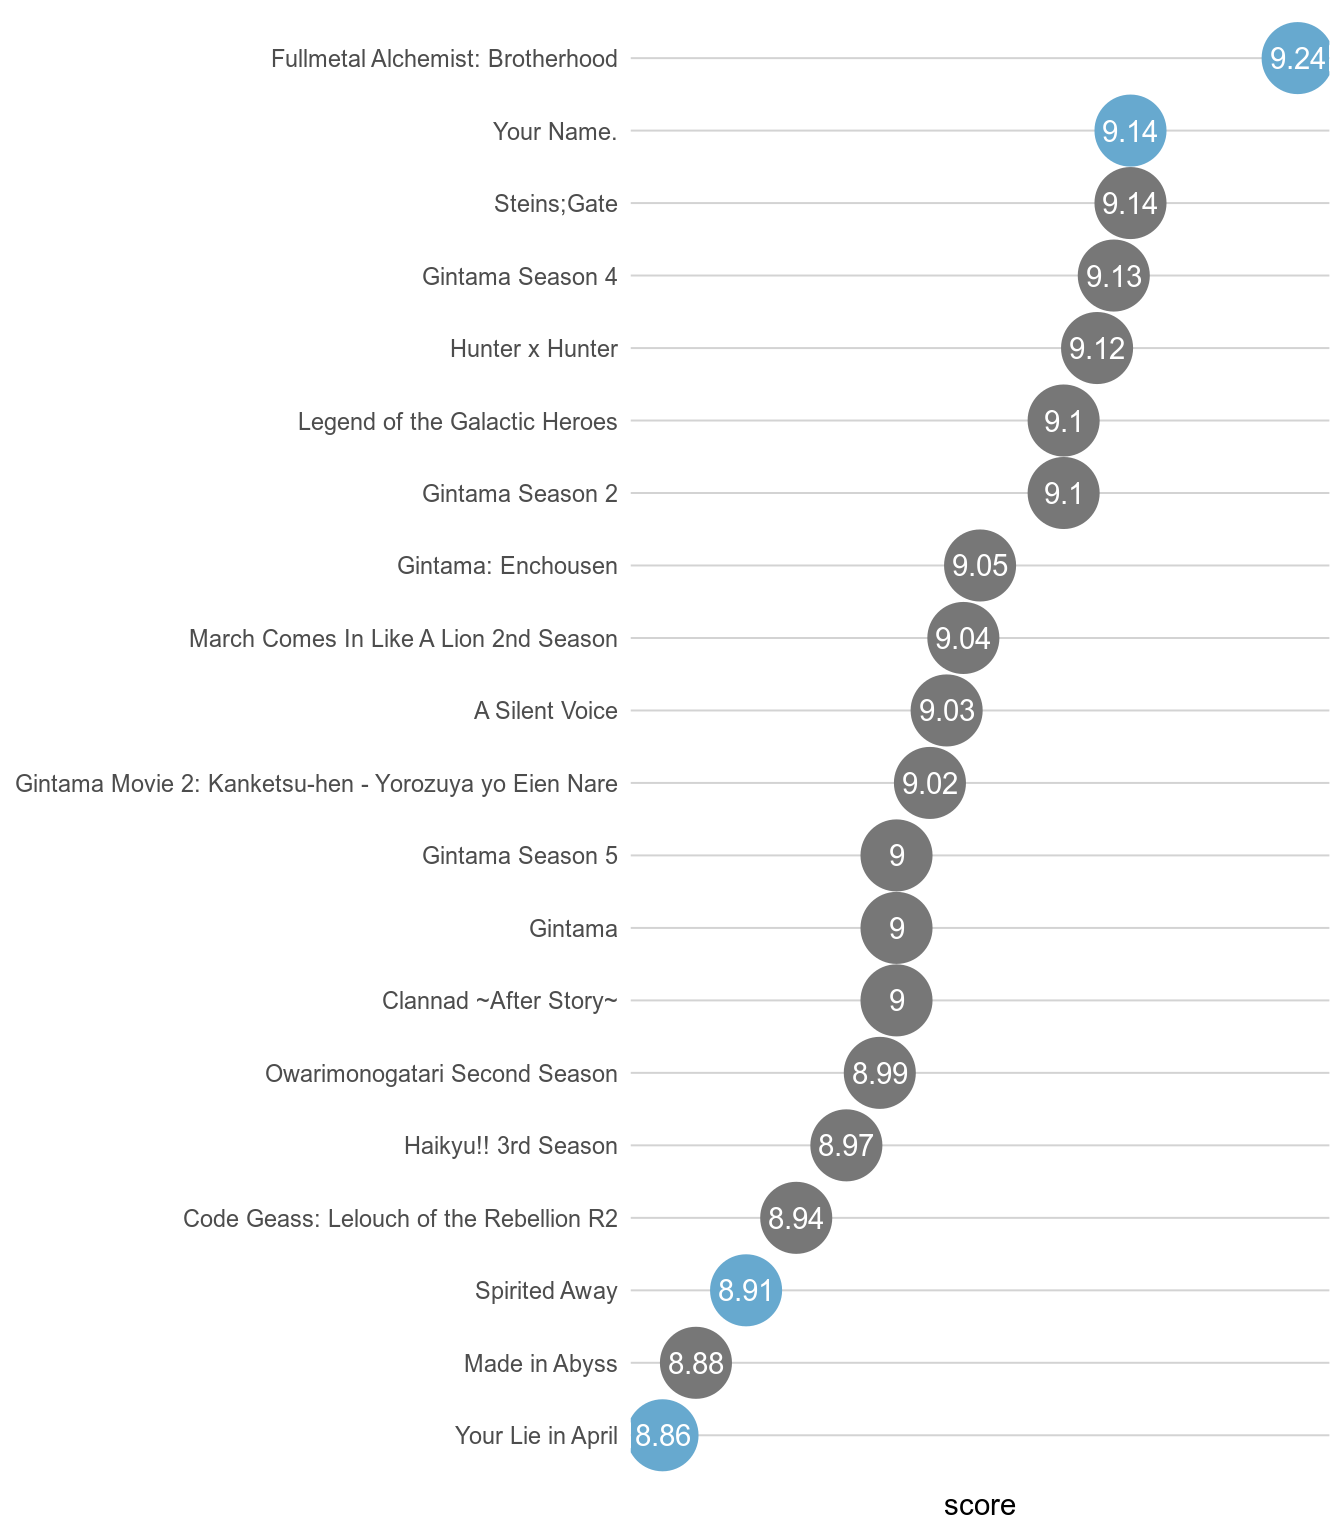 Fullmetal Alchemist: Brotherhood 9.24
Your Name. 9.14
Steins;Gate 9.14
Gintama Season 4 9.13
Hunter x Hunter 9.12
Legend of the Galactic Heroes 9.1
Gintama Season 2 9.1
Gintama: Enchousen 9.05
March Comes In Like A Lion 2nd Season 9.04
A Silent Voice 9.03
Gintama Movie 2: Kanketsu-hen - Yorozuya yo Eien Nare 9.02
Gintama Season 5 9
Gintama 9
Clannad ~After Story~ 9
Owarimonogatari Second Season 8.99
Haikyu!! 3rd Season 8.97
Code Geass: Lelouch of the Rebellion R2 8.94
Spirited Away 8.91
Made in Abyss 8.88
Your Lie in April 8.86
score